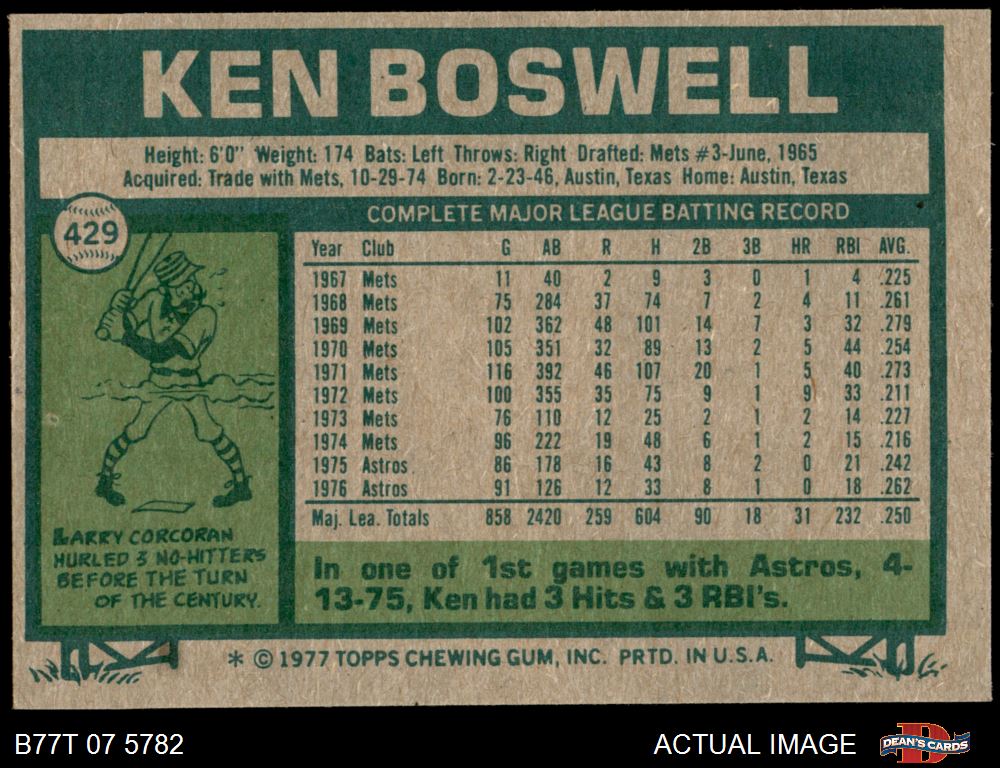 KEN BOSWELL
Height: 6'0" Weight: 174 Bats: Left Throws: Right Drafted: Mets #3-June, 1965
Acquired: Trade with Mets, 10-29-74 Born: 2-23-46, Austin, Texas Home: Austin, Texas
429
COMPLETE MAJOR LEAGUE BATTING RECORD
Year Club G AB R H 2B 3B HR RBI AVG.
1967 Mets 11 40 2 9 3 0 1 4 .225
1968 Mets 75 284 37 74 7 2 4 11 .261
1969 Mets 102 362 48 101 14 7 3 32 .279
1970 Mets 105 351 32 89 13 2 5 44 .254
1971 Mets 116 392 46 107 20 1 5 40 .273
1972 Mets 100 355 35 75 9 1 9 33 .211
1973 Mets 76 110 12 25 2 1 2 14 .227
1974 Mets 96 222 19 48 6 1 2 15 .216
1975 Astros 86 178 16 43 8 2 0 21 .242
1976 Astros 91 126 12 33 8 1 0 18 .262
Maj. Lea. Totals 858 2420 259 604 90 18 31 232 .250
LARRY CORCORAN
HURLED 3 NO-HITTERS
BEFORE THE TURN
OF THE CENTURY.
In one of 1st games with Astros, 4-
13-75, Ken had 3 Hits & 3 RBI's.
* © 1977 TOPPS CHEWING GUM, INC. PRTD. IN U.S.A.
B77T 07 5782
ACTUAL IMAGE
DEAN'S CARDS